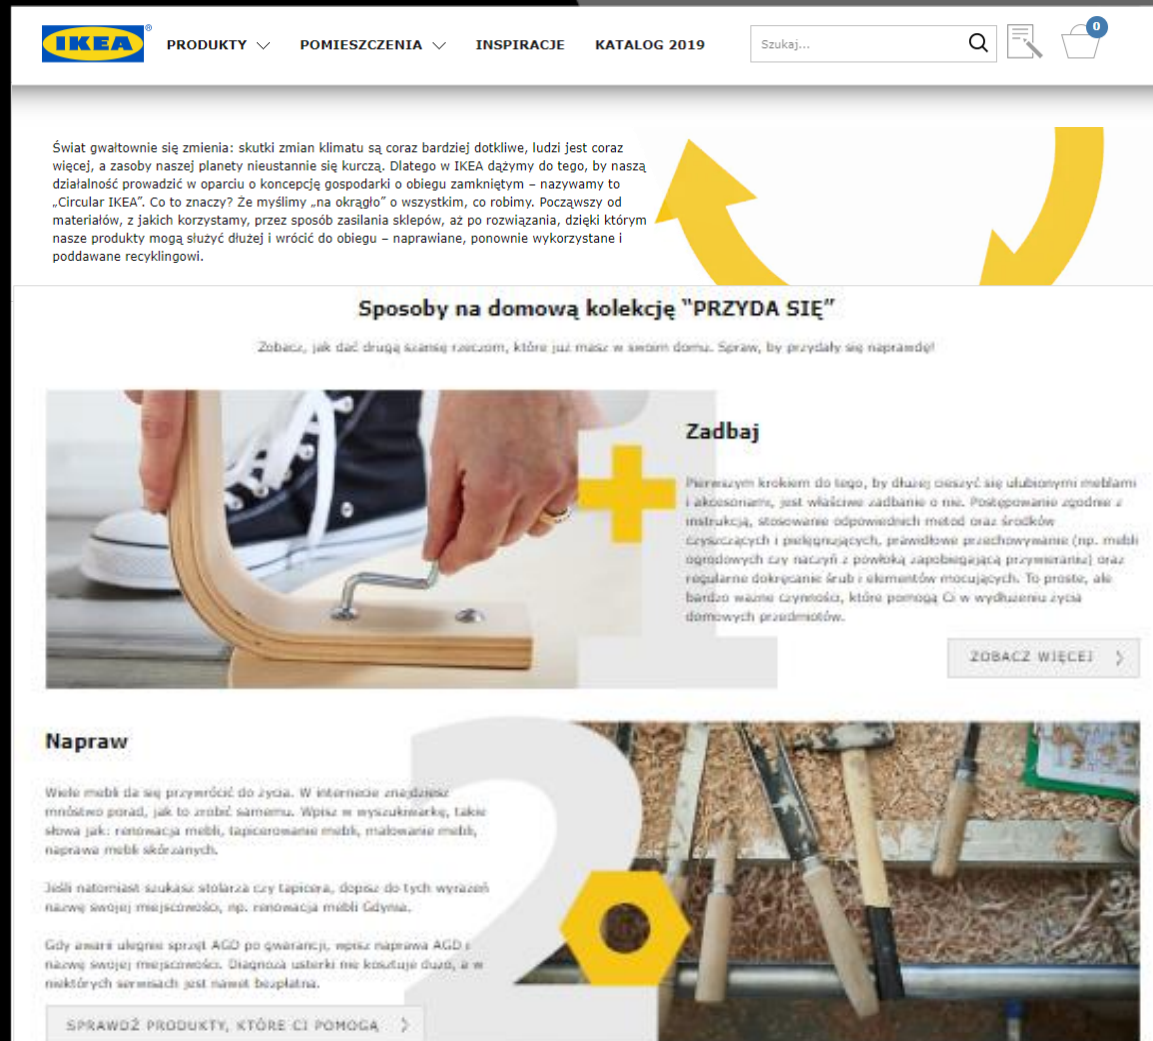 IKEA®
PRODUKTY
POMIESZCZENIA
INSPIRACJE
KATALOG 2019
Szukaj...
0
Świat gwałtownie się zmienia: skutki zmian klimatu są coraz bardziej dotkliwe, ludzi jest coraz
więcej, a zasoby naszej planety nieustannie się kurczą. Dlatego w IKEA dążymy do tego, by naszą
działalność prowadzić w oparciu o koncepcję gospodarki o obiegu zamkniętym – nazywamy to
„Circular IKEA”. Co to znaczy? Że myślimy „na okrągło” o wszystkim, co robimy. Począwszy od
materiałów, z jakich korzystamy, przez sposób zasilania sklepów, aż po rozwiązania, dzięki którym
nasze produkty mogą służyć dłużej i wrócić do obiegu – naprawiane, ponownie wykorzystane i
poddawane recyklingowi.
Sposoby na domową kolekcję “PRZYDA SIĘ”
Zobacz, jak dać drugą szansę rzeczom, które już masz w swoim domu. Spraw, by przydały się naprawdę!
1
Zadbaj
Pierwszym krokiem do tego, by dłużej cieszyć się ulubionymi meblami
i akcesoriami, jest właściwe zadbanie o nie. Postępowanie zgodnie z
instrukcją, stosowanie odpowiednich metod oraz środków
czyszczących i pielęgnujących, prawidłowe przechowywanie (np. mebli
ogrodowych czy naczyń z powłoką zapobiegającą przywieraniu) oraz
regularne dokręcanie śrub i elementów mocujących. To proste, ale
bardzo ważne czynności, które pomogą Ci w wydłużeniu życia
domowych przedmiotów.
ZOBACZ WIĘCEJ
2
Napraw
Wiele mebli da się przywrócić do życia. W internecie znajdziesz
mnóstwo porad, jak to zrobić samemu. Wpisz w wyszukiwarkę, takie
słowa jak: renowacja mebli, tapicerowanie mebli, malowanie mebli,
naprawa mebli skórzanych.
Jeśli natomiast szukasz stolarza czy tapicera, dopisz do tych wyrażeń
nazwę swojej miejscowości, np. renowacja mebli Gdynia.
Gdy awarii ulegnie sprzęt AGD po gwarancji, wpisz naprawa AGD i
nazwę swojej miejscowości. Diagnoza usterki nie kosztuje dużo, a w
niektórych serwisach jest nawet bezpłatna.
SPRAWDŹ PRODUKTY, KTÓRE CI POMOGĄ